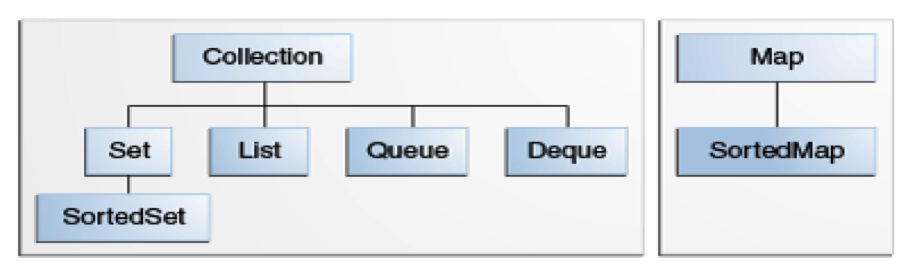 Collection
Map
Set
List
Queue
Deque
SortedMap
SortedSet